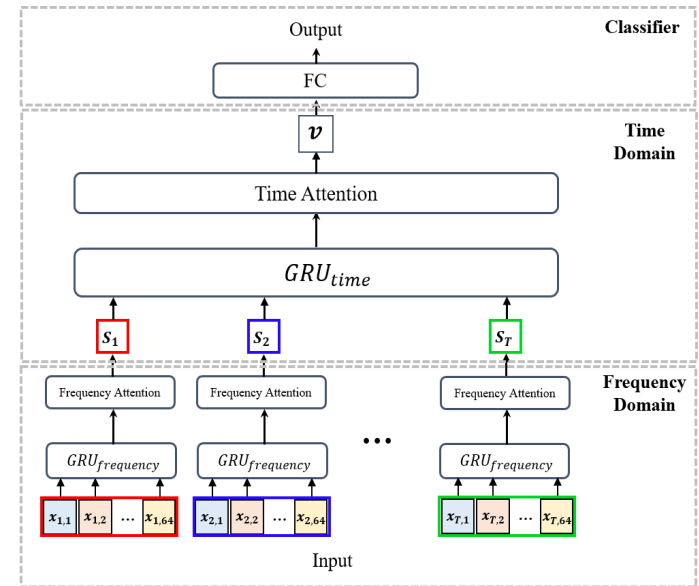 Output
Classifier
FC
v
Time
Domain
Time Attention
GRU_time
S_1 S_2 S_T
Frequency
Domain
Frequency Attention Frequency Attention Frequency Attention
...
GRU_frequency GRU_frequency GRU_frequency
x_1,1 x_1,2 ... x_1,64 x_2,1 x_2,2 ... x_2,64 x_T,1 x_T,2 ... x_T,64
Input